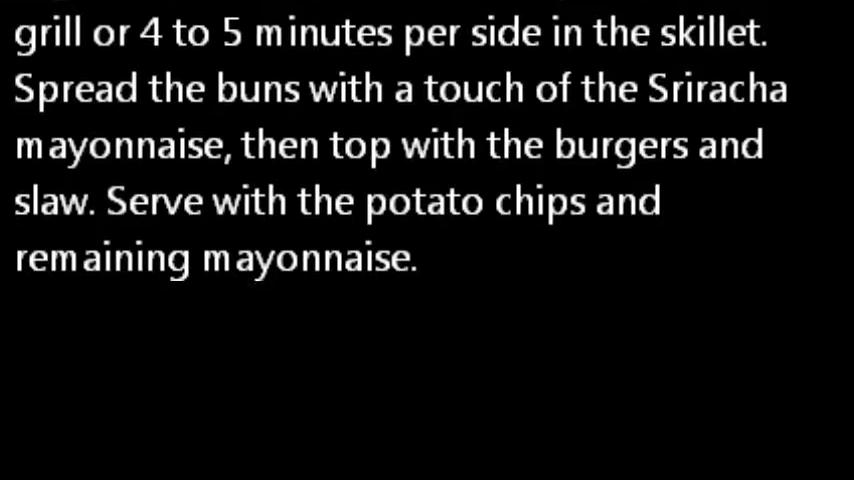 grill or 4 to 5 minutes per side in the skillet.
Spread the buns with a touch of the Sriracha
mayonnaise, then top with the burgers and
slaw. Serve with the potato chips and
remaining mayonnaise.